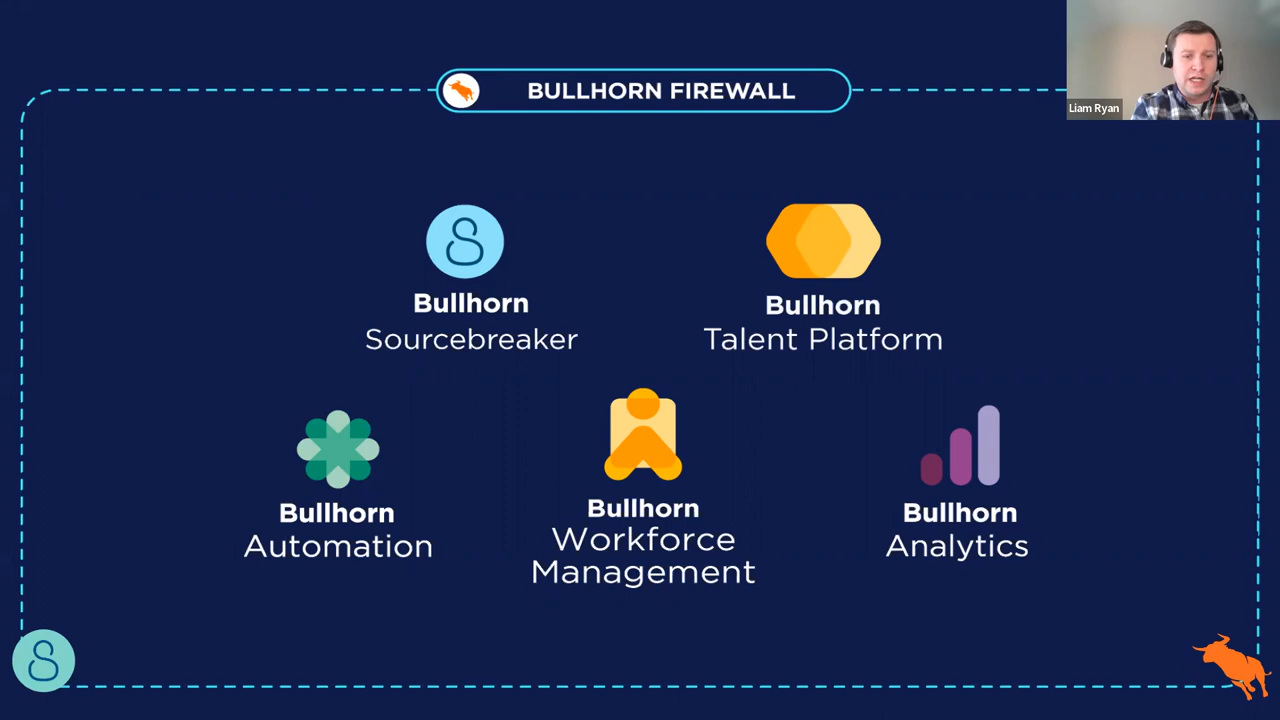 BULLHORN FIREWALL
Liam Ryan
Bullhorn
Sourcebreaker
Bullhorn
Talent Platform
Bullhorn
Automation
Bullhorn
Workforce
Management
Bullhorn
Analytics